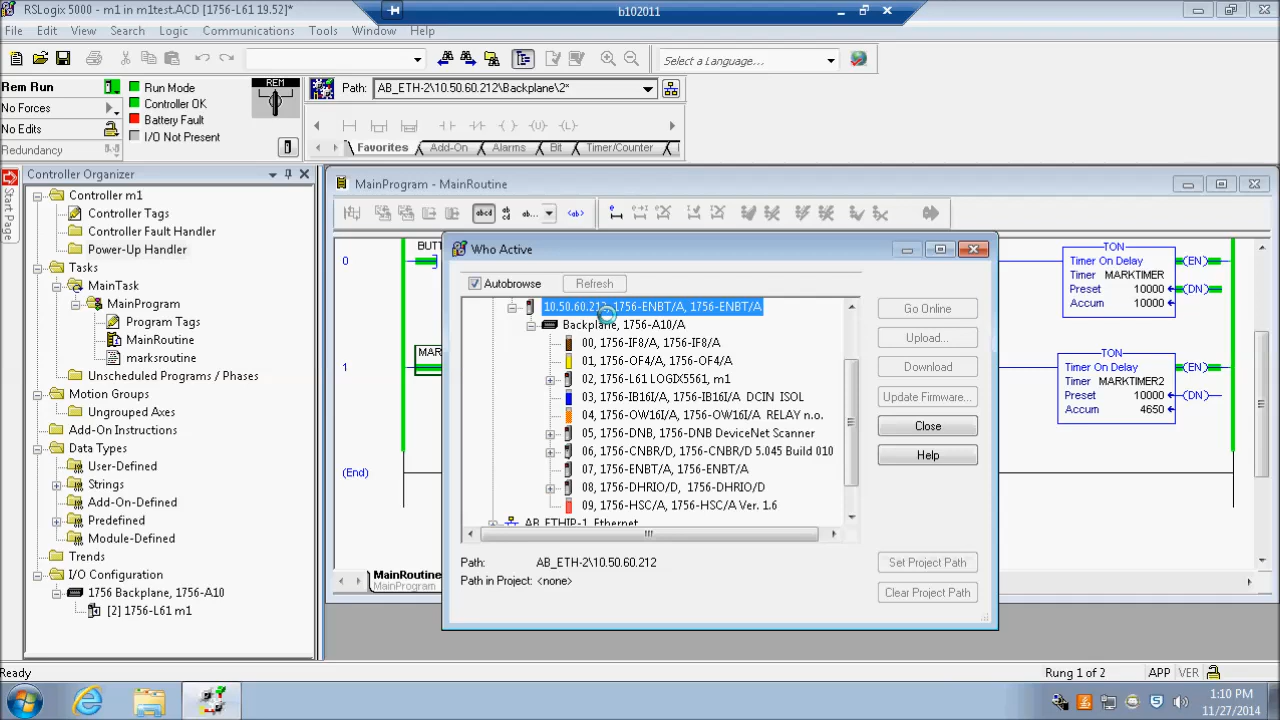 RSLogix 5000 - m1 in m1test.ACD [1756-L61 19.52]*
b102011
File Edit View Search Logic Communications Tools Window Help
Select a Language...
Rem Run
No Forces
No Edits
Redundancy
Run Mode
Controller OK
Battery Fault
I/O Not Present
REM
Path: AB_ETH-2\10.50.60.212\Backplane\2*
Favorites Add-On Alarms Bit Timer/Counter
Start Page
Controller Organizer
Controller m1
Controller Tags
Controller Fault Handler
Power-Up Handler
Tasks
MainTask
MainProgram
Program Tags
MainRoutine
marksroutine
Unscheduled Programs / Phases
Motion Groups
Ungrouped Axes
Add-On Instructions
Data Types
User-Defined
Strings
Add-On-Defined
Predefined
Module-Defined
Trends
I/O Configuration
1756 Backplane, 1756-A10
[2] 1756-L61 m1
MainProgram - MainRoutine
0
BUTT
TON
Timer On Delay
Timer MARKTIMER
Preset 10000
Accum 10000
(EN)
(DN)
1
MAR
TON
Timer On Delay
Timer MARKTIMER2
Preset 10000
Accum 4650
(EN)
(DN)
(End)
MainRoutine
MainProgram
Who Active
Autobrowse
Refresh
10.50.60.212, 1756-ENBT/A, 1756-ENBT/A
Backplane, 1756-A10/A
00, 1756-IF8/A, 1756-IF8/A
01, 1756-OF4/A, 1756-OF4/A
02, 1756-L61 LOGIX5561, m1
03, 1756-IB16I/A, 1756-IB16I/A DCIN ISOL
04, 1756-OW16I/A, 1756-OW16I/A RELAY n.o.
05, 1756-DNB, 1756-DNB DeviceNet Scanner
06, 1756-CNBR/D, 1756-CNBR/D 5.045 Build 010
07, 1756-ENBT/A, 1756-ENBT/A
08, 1756-DHRIO/D, 1756-DHRIO/D
09, 1756-HSC/A, 1756-HSC/A Ver. 1.6
AB_ETHIP-1, Ethernet
Go Online
Upload...
Download
Update Firmware...
Close
Help
Path: AB_ETH-2\10.50.60.212
Path in Project: <none>
Set Project Path
Clear Project Path
Ready
Rung 1 of 2
APP
VER
1:10 PM
11/27/2014